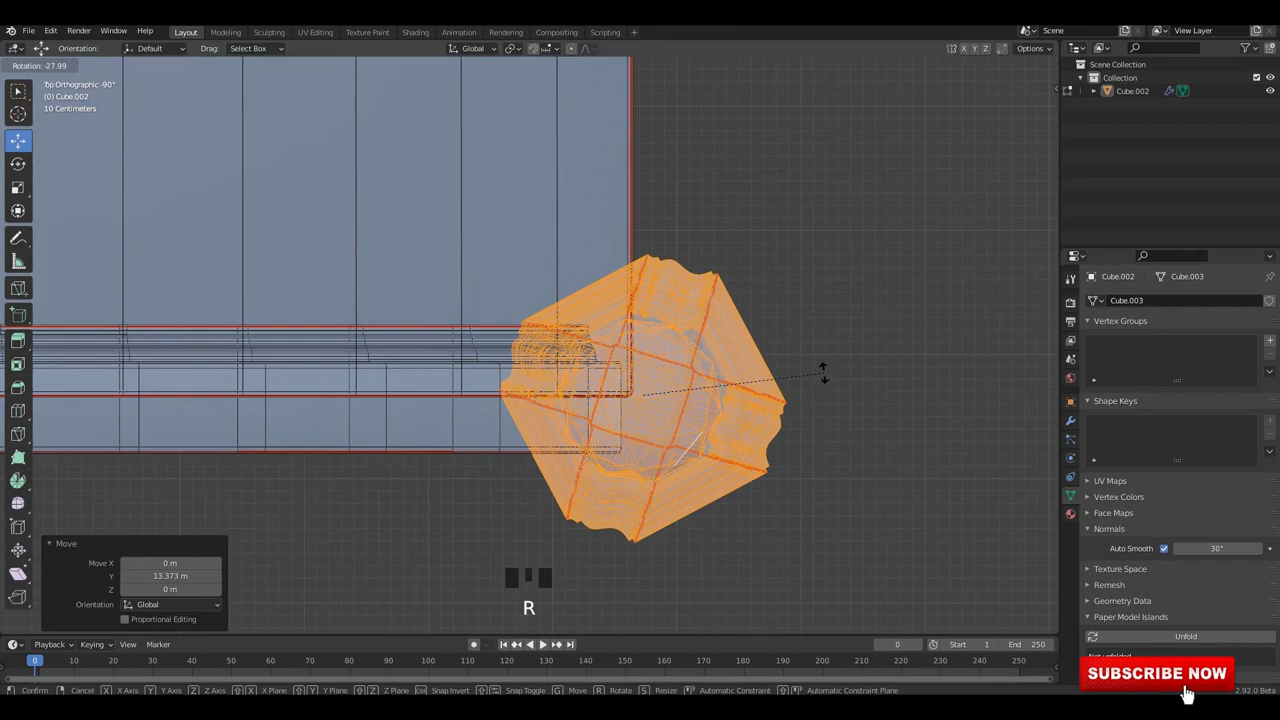 File Edit Render Window Help Layout Modeling Sculpting UV Editing Texture Paint Shading Animation Rendering Compositing Scripting + Scene View Layer
Orientation: Default Drag: Select Box Global X Y Z Options
Rotation: -27.99
Top Orthographic -90°
(0) Cube.002
10 Centimeters
Scene Collection
Collection
Cube.002
Cube.002 Cube.003
Cube.003
Vertex Groups
Shape Keys
UV Maps
Vertex Colors
Face Maps
Normals
Auto Smooth 30°
Texture Space
Remesh
Geometry Data
Paper Model Islands
Unfold
Move
Move X 0 m
Y 13.373 m
Z 0 m
Orientation Global
Proportional Editing
R
Playback Keying View Marker 0 Start 1 End 250
0 10 20 30 40 50 60 70 80 90 100 110 120 130 140 150 160 170 180 190 200 210 220 230 240 250
SUBSCRIBE NOW
Confirm Cancel X X Axis Y Y Axis Z Z Axis X X Plane Y Y Plane Z Z Plane Snap Invert Snap Toggle G Move R Rotate S Resize Automatic Constraint Automatic Constraint Plane 2.92.0 Beta